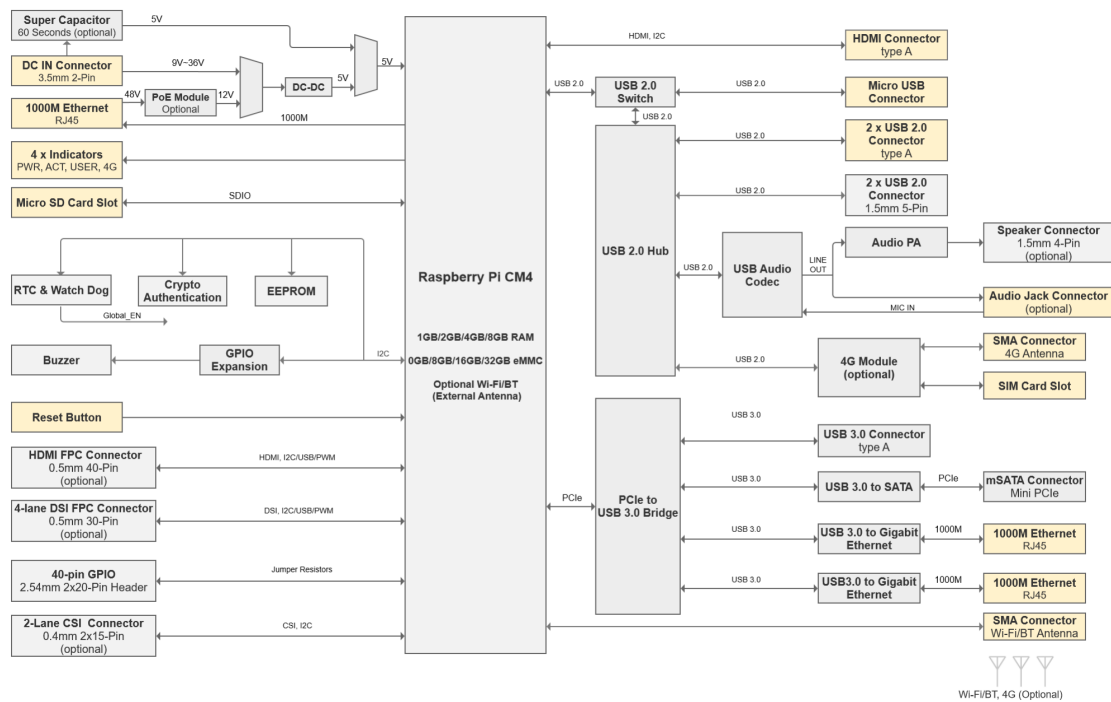 Super Capacitor
60 Seconds (optional)
5V
DC IN Connector
3.5mm 2-Pin
9V~36V
5V
DC-DC
5V
48V
PoE Module
Optional
12V
1000M Ethernet
RJ45
1000M
4 x Indicators
PWR, ACT, USER, 4G
Micro SD Card Slot
SDIO
RTC & Watch Dog
Crypto
Authentication
EEPROM
Global_EN
Buzzer
GPIO
Expansion
I2C
Reset Button
HDMI FPC Connector
0.5mm 40-Pin
(optional)
HDMI, I2C/USB/PWM
4-lane DSI FPC Connector
0.5mm 30-Pin
(optional)
DSI, I2C/USB/PWM
40-pin GPIO
2.54mm 2x20-Pin Header
Jumper Resistors
2-Lane CSI Connector
0.4mm 2x15-Pin
(optional)
CSI, I2C
Raspberry Pi CM4
1GB/2GB/4GB/8GB RAM
0GB/8GB/16GB/32GB eMMC
Optional Wi-Fi/BT
(External Antenna)
HDMI, I2C
HDMI Connector
type A
USB 2.0
USB 2.0
Switch
USB 2.0
Micro USB
Connector
USB 2.0
USB 2.0 Hub
USB 2.0
2 x USB 2.0
Connector
type A
USB 2.0
2 x USB 2.0
Connector
1.5mm 5-Pin
USB 2.0
USB Audio
Codec
LINE
OUT
Audio PA
Speaker Connector
1.5mm 4-Pin
(optional)
MIC IN
Audio Jack Connector
(optional)
USB 2.0
4G Module
(optional)
SMA Connector
4G Antenna
SIM Card Slot
PCIe
PCIe to
USB 3.0 Bridge
USB 3.0
USB 3.0 Connector
type A
USB 3.0
USB 3.0 to SATA
PCIe
mSATA Connector
Mini PCIe
USB 3.0
USB 3.0 to Gigabit
Ethernet
1000M
1000M Ethernet
RJ45
USB 3.0
USB3.0 to Gigabit
Ethernet
1000M
1000M Ethernet
RJ45
SMA Connector
Wi-Fi/BT Antenna
Wi-Fi/BT, 4G (Optional)